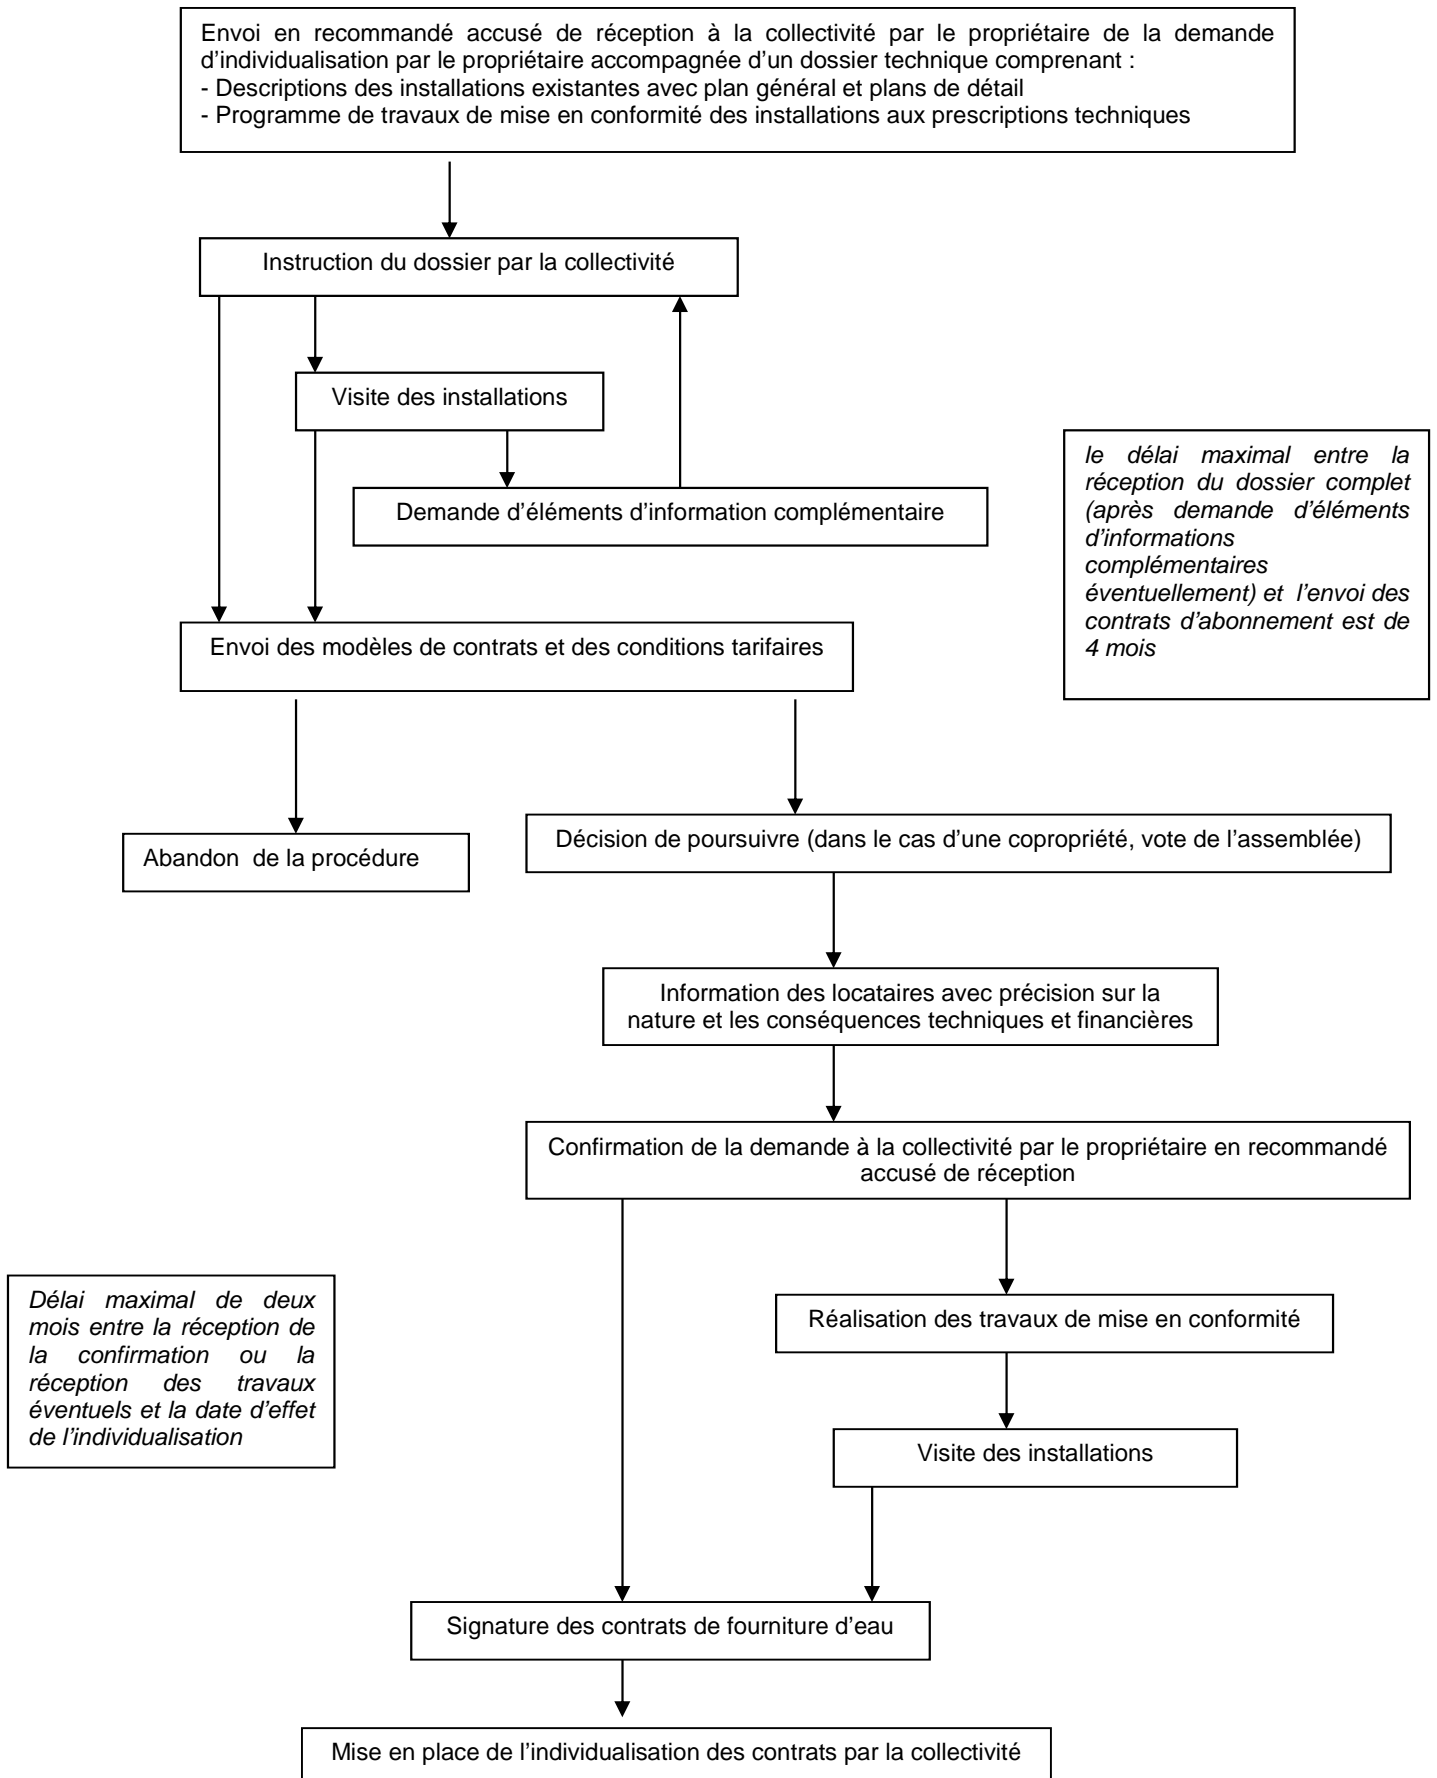 Envoi en recommandé accusé de réception à la collectivité par le propriétaire de la demande
d'individualisation par le propriétaire accompagnée d'un dossier technique comprenant :
- Descriptions des installations existantes avec plan général et plans de détail
- Programme de travaux de mise en conformité des installations aux prescriptions techniques
Instruction du dossier par la collectivité
Visite des installations
Demande d'éléments d'information complémentaire
le délai maximal entre la
réception du dossier complet
(après demande d'éléments
d'informations
complémentaires
éventuellement) et l'envoi des
contrats d'abonnement est de
4 mois
Envoi des modèles de contrats et des conditions tarifaires
Abandon de la procédure
Décision de poursuivre (dans le cas d'une copropriété, vote de l'assemblée)
Information des locataires avec précision sur la
nature et les conséquences techniques et financières
Confirmation de la demande à la collectivité par le propriétaire en recommandé
accusé de réception
Délai maximal de deux
mois entre la réception de
la confirmation ou la
réception des travaux
éventuels et la date d'effet
de l'individualisation
Réalisation des travaux de mise en conformité
Visite des installations
Signature des contrats de fourniture d'eau
Mise en place de l'individualisation des contrats par la collectivité